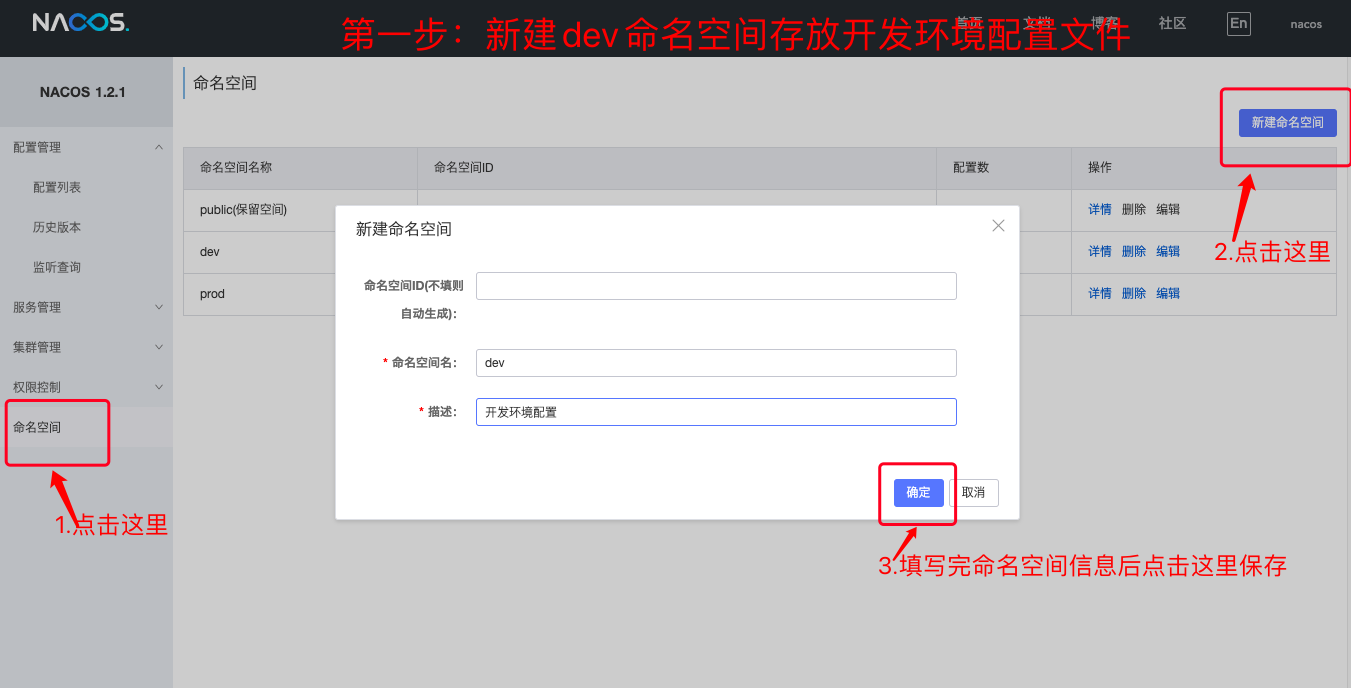 NACOS.
首页 文档 博客 社区 En nacos
第一步：新建dev命名空间存放开发环境配置文件
NACOS 1.2.1
配置管理
配置列表
历史版本
监听查询
服务管理
集群管理
权限控制
命名空间
1.点击这里
命名空间
新建命名空间
2.点击这里
命名空间名称 命名空间ID 配置数 操作
public(保留空间) 详情 删除 编辑
dev 详情 删除 编辑
prod 详情 删除 编辑
新建命名空间
命名空间ID(不填则
自动生成)：
* 命名空间名： dev
* 描述： 开发环境配置
确定 取消
3.填写完命名空间信息后点击这里保存